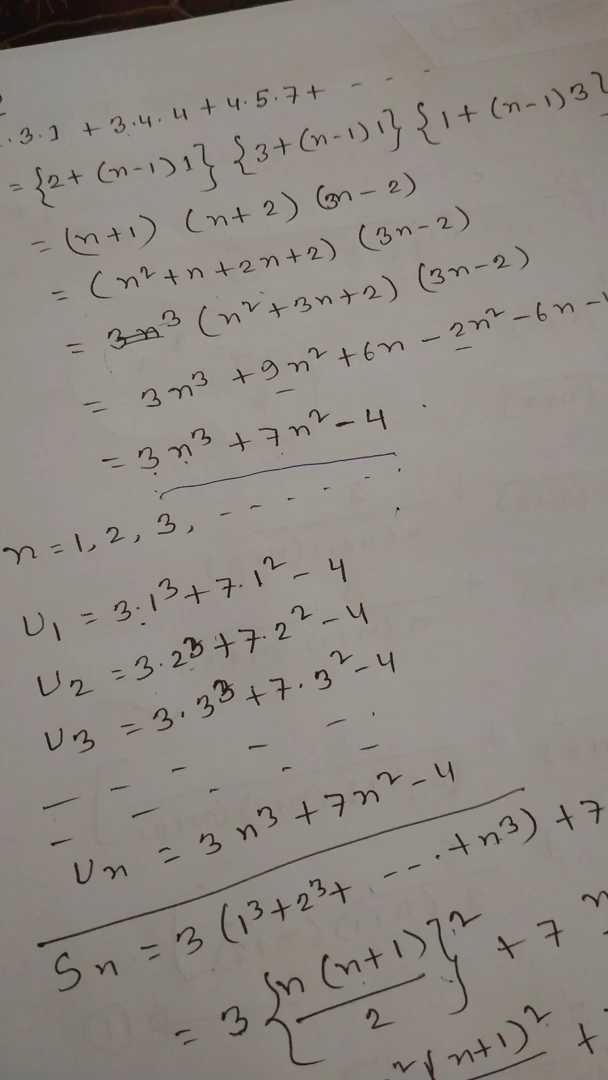 .3.1 + 3.4.4 + 4.5.7 + - - -
= {2 + (n-1)1} {3 + (n-1)1} {1 + (n-1)3}
= (n+1) (n+2) (3n-2)
= (n² + n + 2n + 2) (3n-2)
= (n² + 3n + 2) (3n-2)
= 3n³ + 9n² + 6n - 2n² - 6n -
= 3n³ + 7n² - 4
n = 1, 2, 3, - - - - - -
U₁ = 3.1³ + 7.1² - 4
U₂ = 3.2³ + 7.2² - 4
U₃ = 3.3³ + 7.3² - 4
Un = 3n³ + 7n² - 4
Sn = 3 (1³ + 2³ + ... + n³) + 7
= 3 {n(n+1)/2}² + 7 n
²(n+1)² +